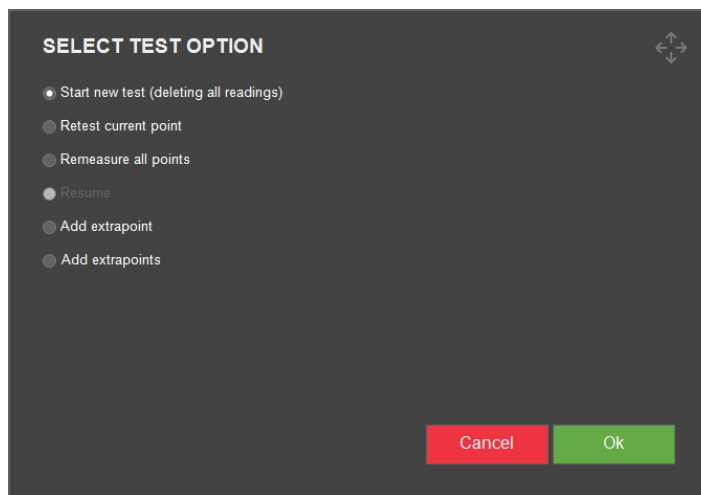 SELECT TEST OPTION
Start new test (deleting all readings)
Retest current point
Remeasure all points
Resume
Add extrapoint
Add extrapoints
Cancel
Ok